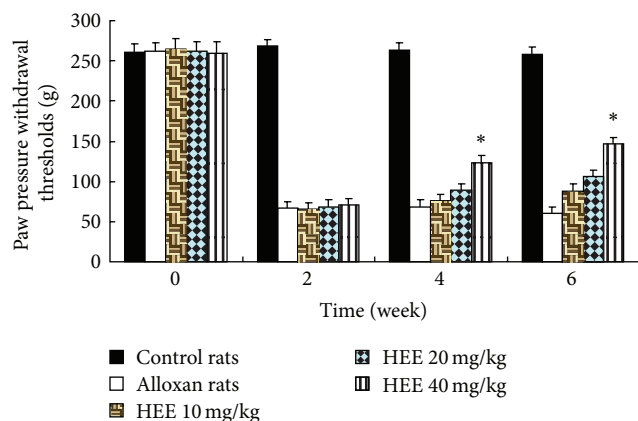 300
250
200
150
100
50
0
Paw pressure withdrawal
thresholds (g)
*
*
0 2 4 6
Time (week)
Control rats
Alloxan rats
HEE 10 mg/kg
HEE 20 mg/kg
HEE 40 mg/kg